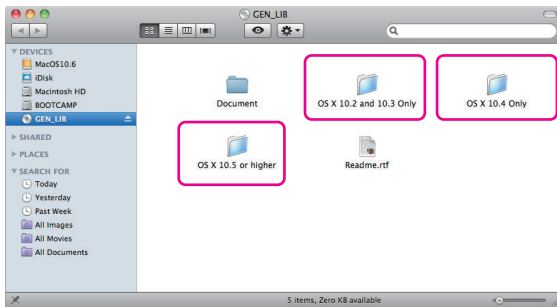 GEN_LIB
DEVICES
MacOS10.6
iDisk
Macintosh HD
BOOTCAMP
GEN_LIB
SHARED
PLACES
SEARCH FOR
Today
Yesterday
Past Week
All Images
All Movies
All Documents
Document
OS X 10.2 and 10.3 Only
OS X 10.4 Only
OS X 10.5 or higher
Readme.rtf
5 items, Zero KB available